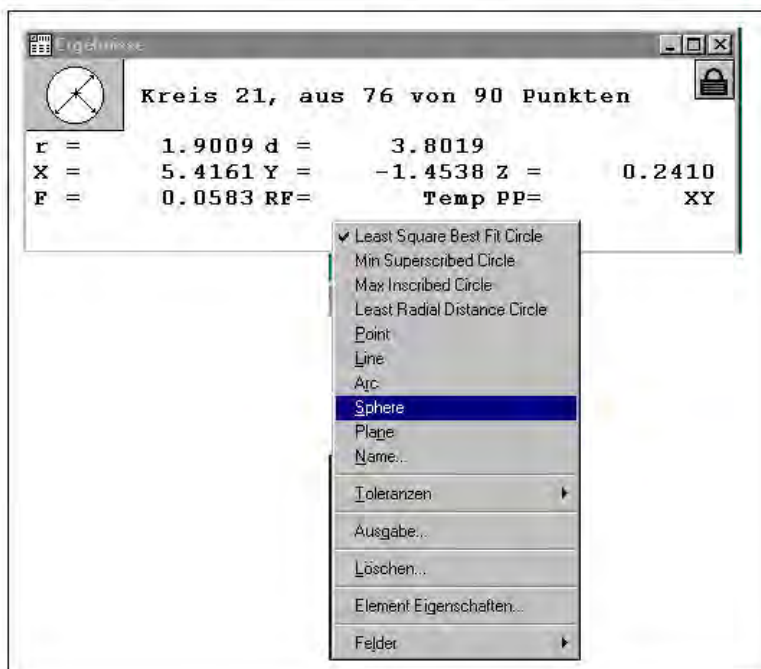 Ergebnisse
Kreis 21, aus 76 von 90 Punkten
r = 1.9009 d = 3.8019
X = 5.4161 Y = -1.4538 Z = 0.2410
F = 0.0583 RF= Temp PP= XY
Least Square Best Fit Circle
Min Superscribed Circle
Max Inscribed Circle
Least Radial Distance Circle
Point
Line
Arc
Sphere
Plane
Name...
Toleranzen
Ausgabe...
Löschen...
Element Eigenschaften...
Felder